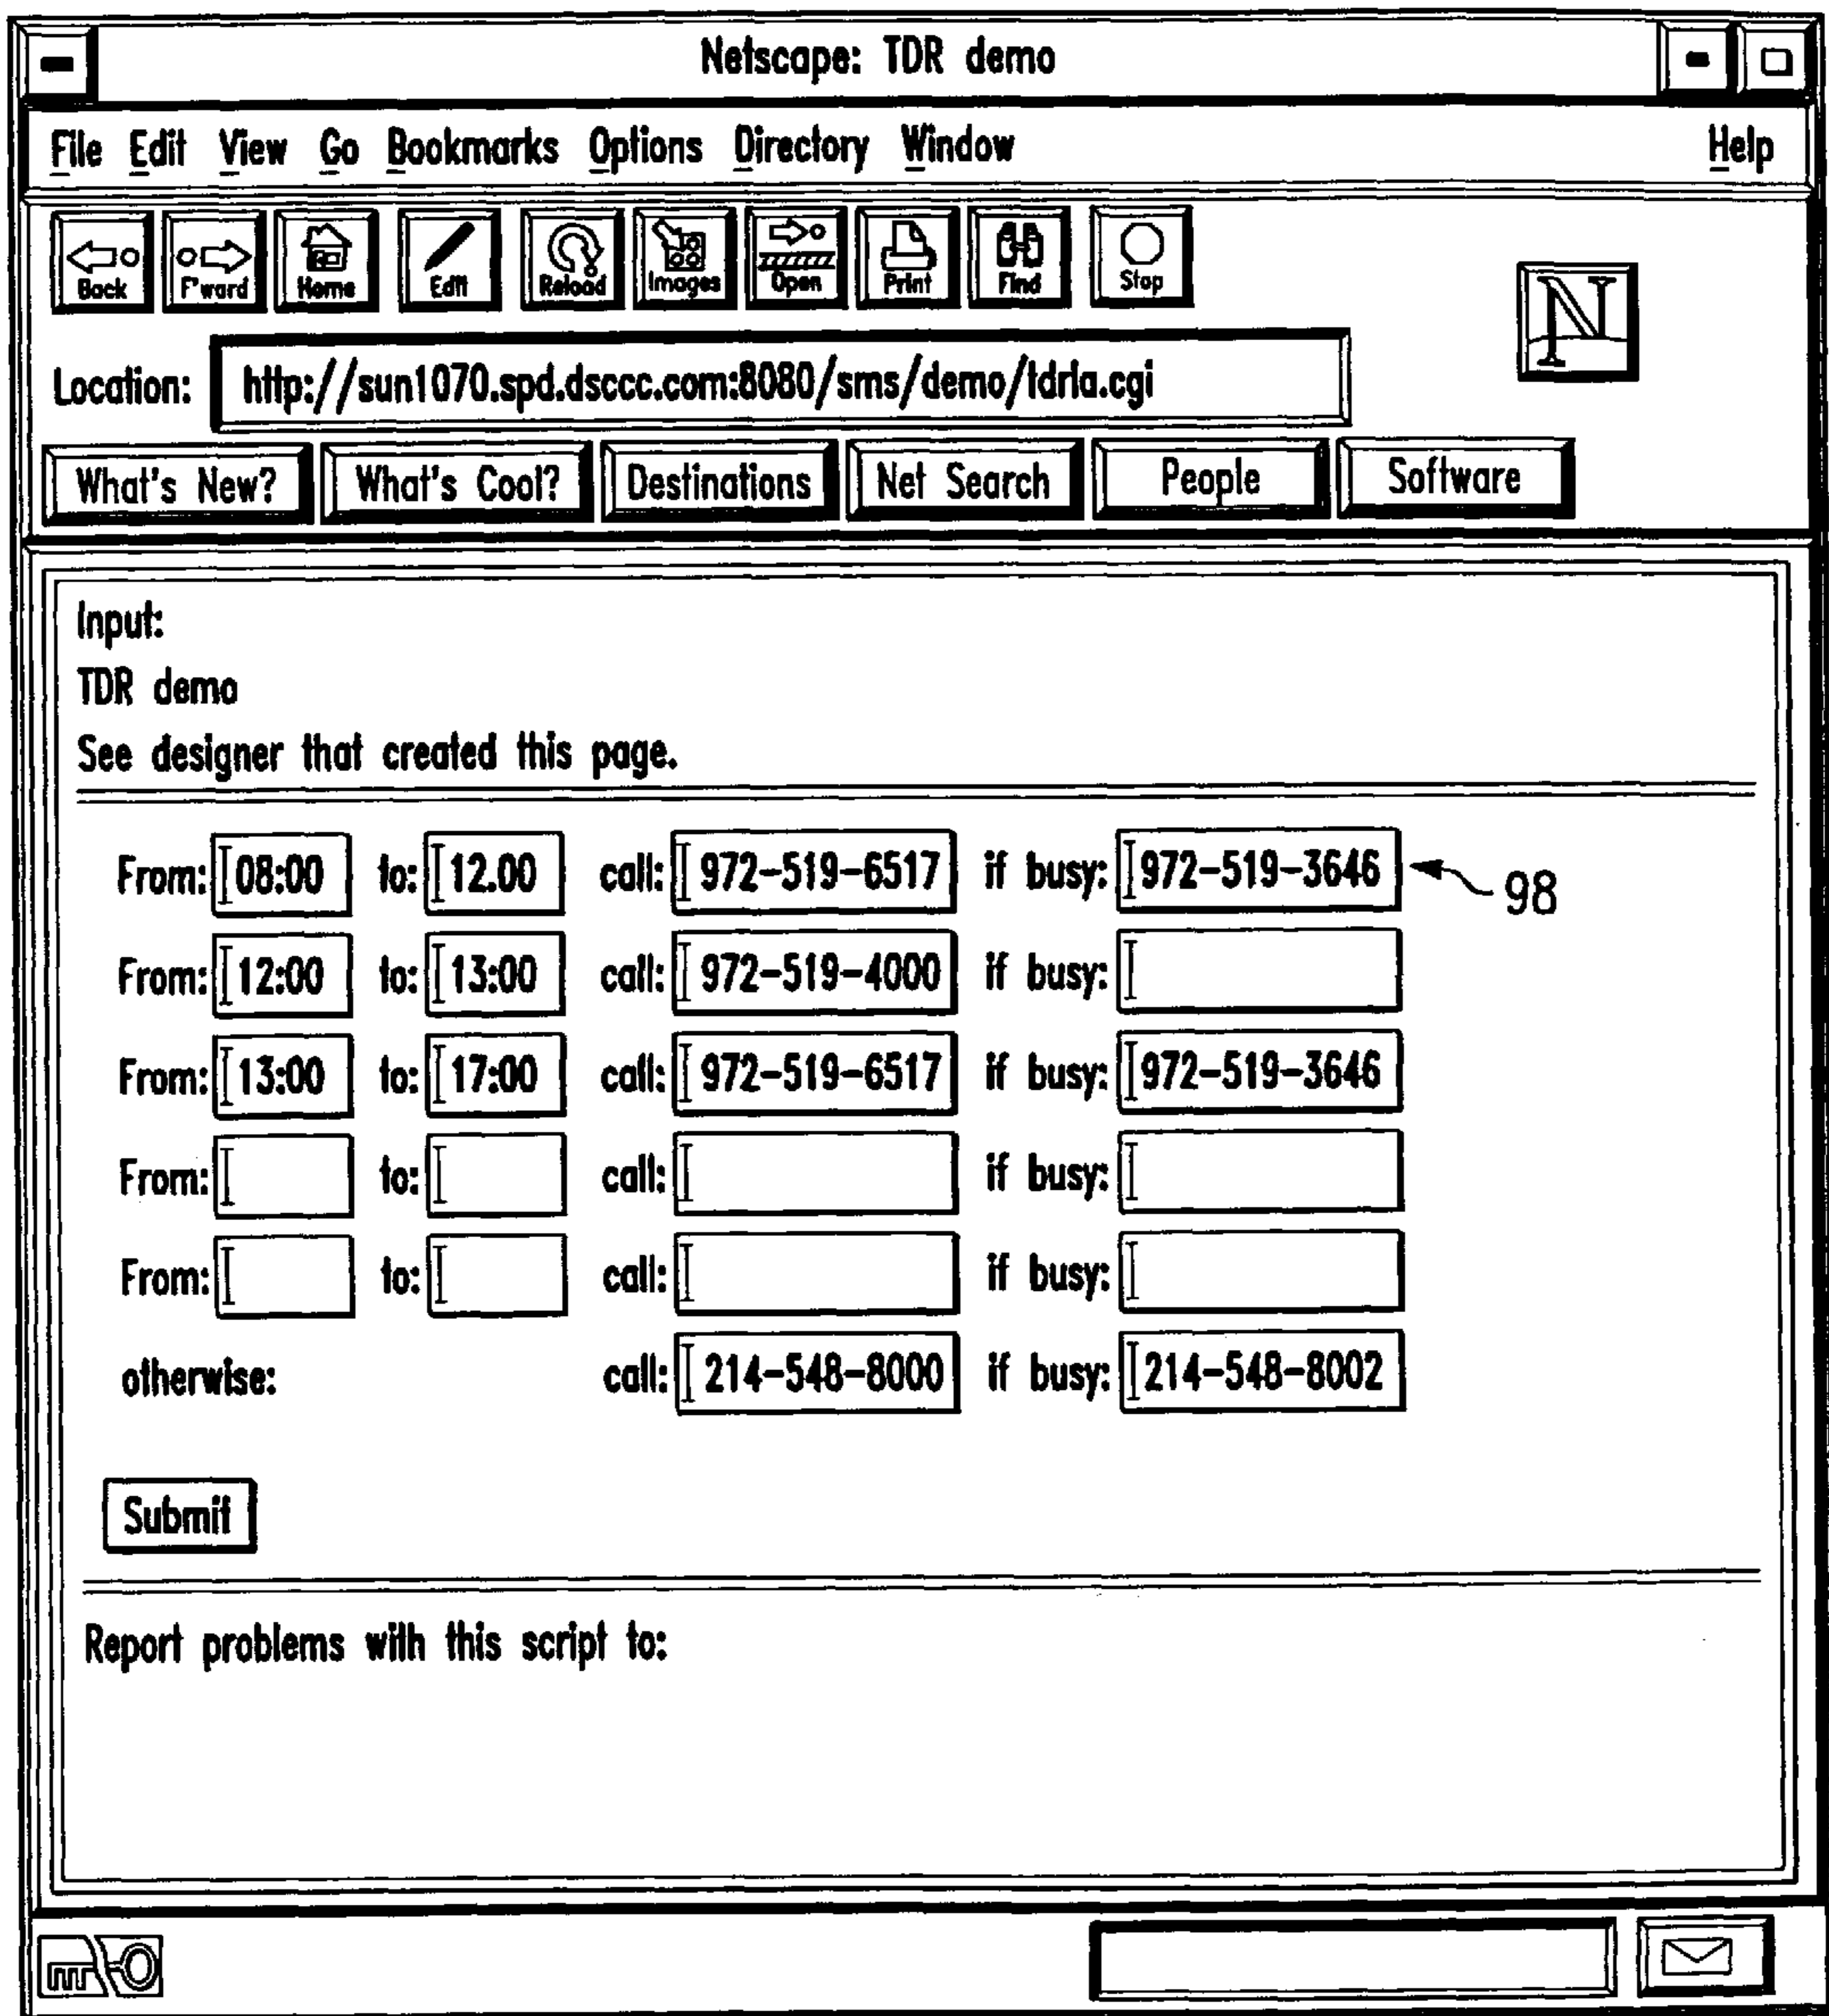 Netscape: TDR demo
File Edit View Go Bookmarks Options Directory Window Help
Back F'ward Home Edit Reload Images Open Print Find Stop
N
Location: http://sun1070.spd.dsccc.com:8080/sms/demo/tdrla.cgi
What's New? What's Cool? Destinations Net Search People Software
Input:
TDR demo
See designer that created this page.
From: 08:00 to: 12.00 call: 972-519-6517 if busy: 972-519-3646 98
From: 12:00 to: 13:00 call: 972-519-4000 if busy:
From: 13:00 to: 17:00 call: 972-519-6517 if busy: 972-519-3646
From: to: call: if busy:
From: to: call: if busy:
otherwise: call: 214-548-8000 if busy: 214-548-8002
Submit
Report problems with this script to: